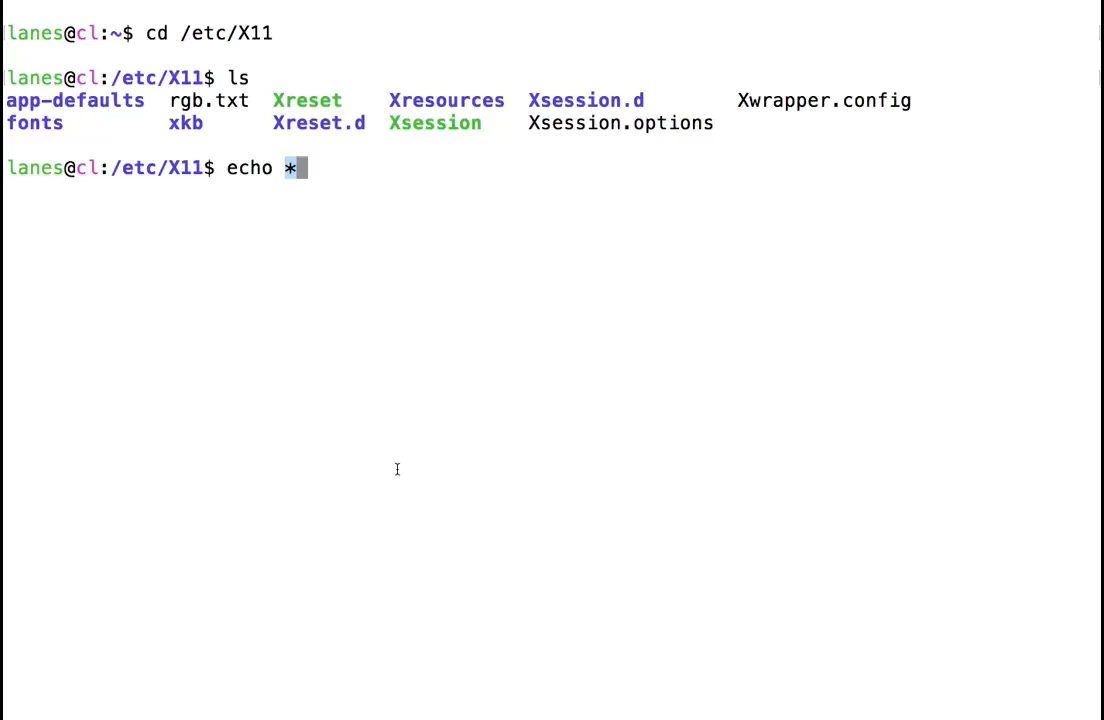 lanes@cl:~$ cd /etc/X11
lanes@cl:/etc/X11$ ls
app-defaults rgb.txt Xreset Xresources Xsession.d Xwrapper.config
fonts xkb Xreset.d Xsession Xsession.options
lanes@cl:/etc/X11$ echo *